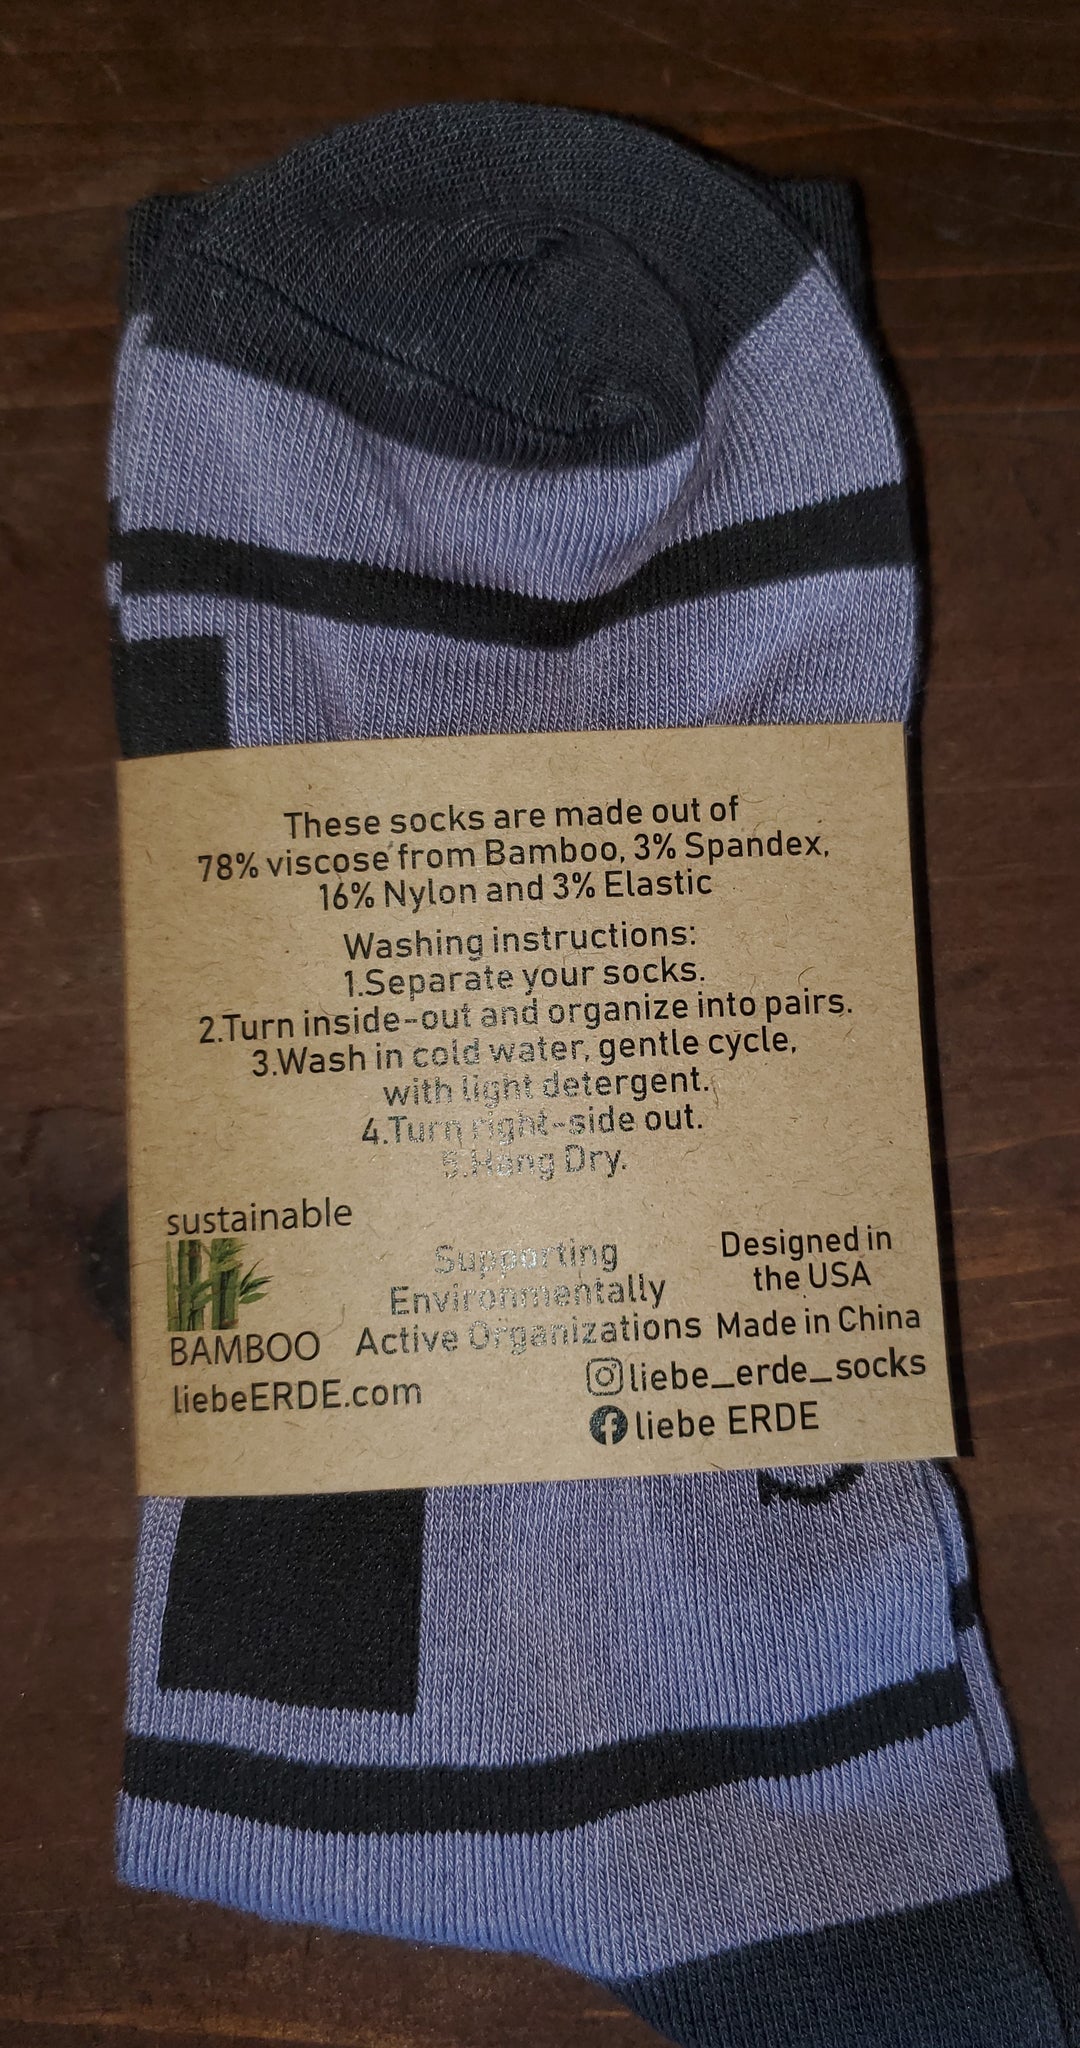 These socks are made out of
78% viscose from Bamboo, 3% Spandex,
16% Nylon and 3% Elastic
Washing instructions:
1.Separate your socks.
2.Turn inside-out and organize into pairs.
3.Wash in cold water, gentle cycle,
with light detergent.
4.Turn right-side out.
5.Hang Dry.
sustainable
BAMBOO
liebeERDE.com
Supporting
Environmentally
Active Organizations
Designed in
the USA
Made in China
liebe_erde_socks
liebe ERDE